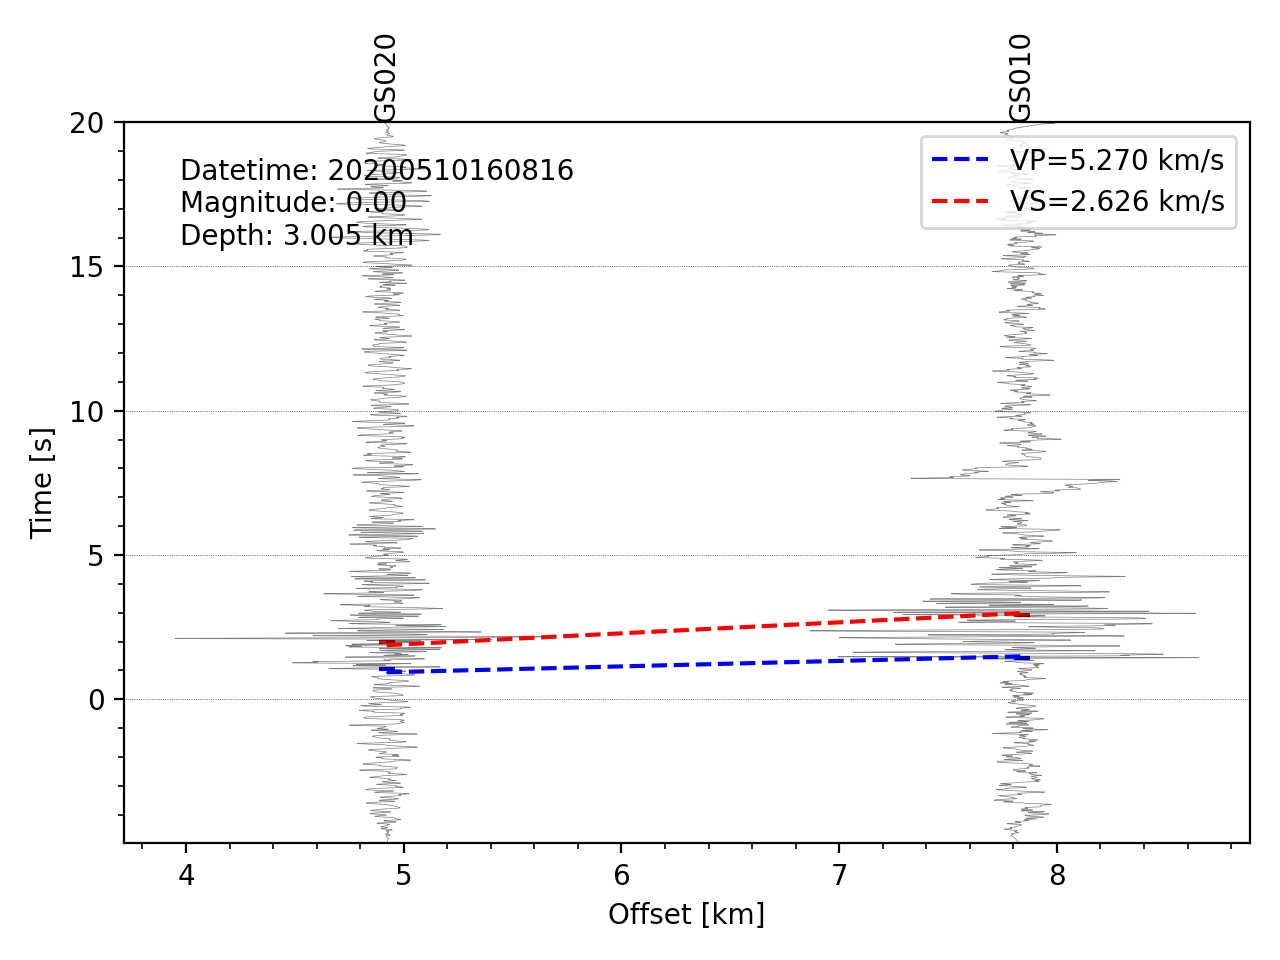 GS020
GS010
Datetime: 20200510160816
Magnitude: 0.00
Depth: 3.005 km
VP=5.270 km/s
VS=2.626 km/s
20
15
10
5
0
Time [s]
4
5
6
7
8
Offset [km]